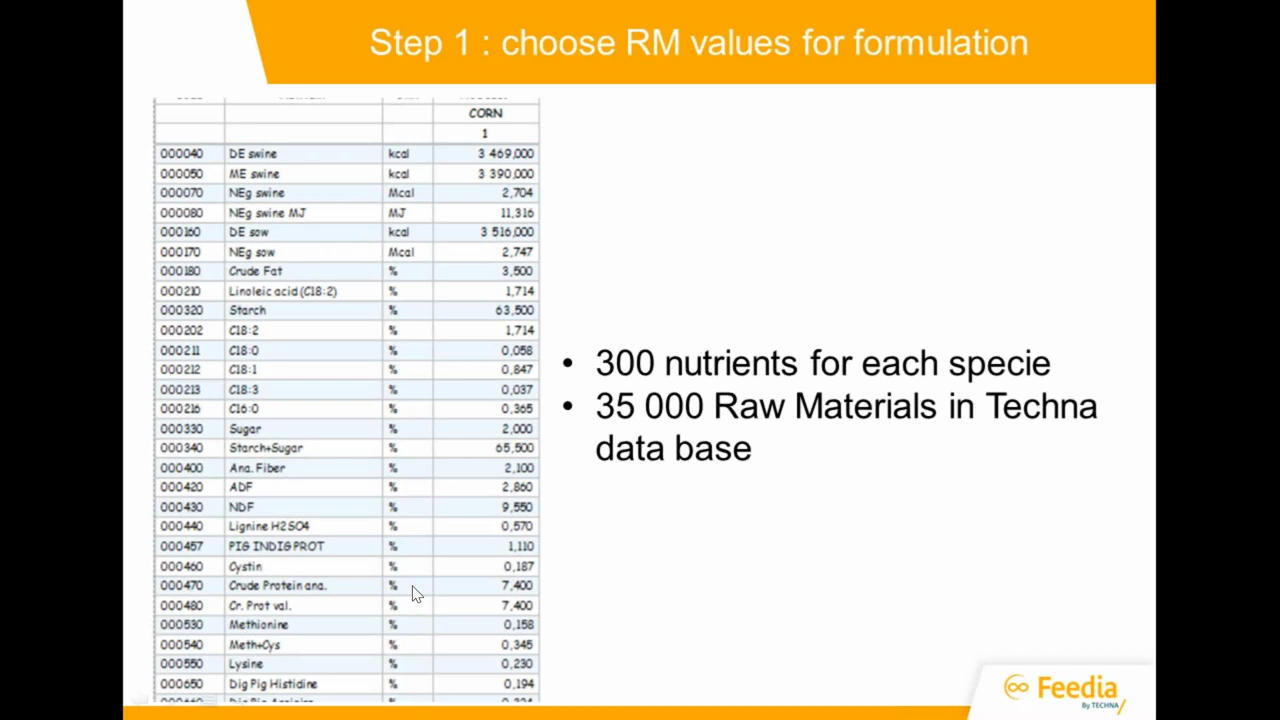 Step 1 : choose RM values for formulation
CORN
1
000040 DE swine kcal 3 469,000
000050 ME swine kcal 3 390,000
000070 NEg swine Mcal 2,704
000080 NEg swine MJ MJ 11,316
000160 DE sow kcal 3 516,000
000170 NEg sow Mcal 2,747
000180 Crude Fat % 3,500
000210 Linoleic acid (C18:2) % 1,714
000320 Starch % 63,500
000202 C18:2 % 1,714
000211 C18:0 % 0,058
000212 C18:1 % 0,847
000213 C18:3 % 0,037
000216 C16:0 % 0,365
000330 Sugar % 2,000
000340 Starch+Sugar % 65,500
000400 Ana. Fiber % 2,100
000420 ADF % 2,860
000430 NDF % 9,550
000440 Lignine H2SO4 % 0,570
000457 PIG INDIG PROT % 1,110
000460 Cystin % 0,187
000470 Crude Protein ana. % 7,400
000480 Cr. Prot val. % 7,400
000530 Methionine % 0,158
000540 Meth+Cys % 0,345
000550 Lysine % 0,230
000650 Dig Pig Histidine % 0,194
• 300 nutrients for each specie
• 35 000 Raw Materials in Techna
data base
Feedia
By TECHNA